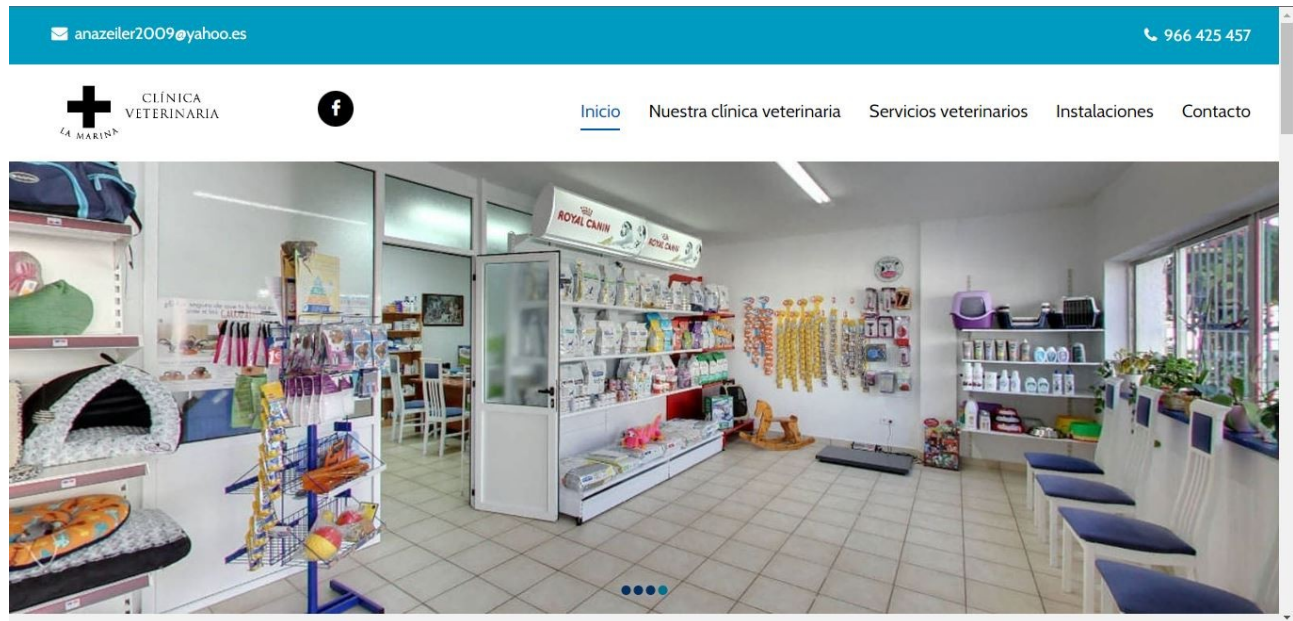 anazeiler2009@yahoo.es
966 425 457
CLÍNICA
VETERINARIA
LA MARINA
f
Inicio
Nuestra clínica veterinaria
Servicios veterinarios
Instalaciones
Contacto
ROYAL CANIN
ROYAL CANIN